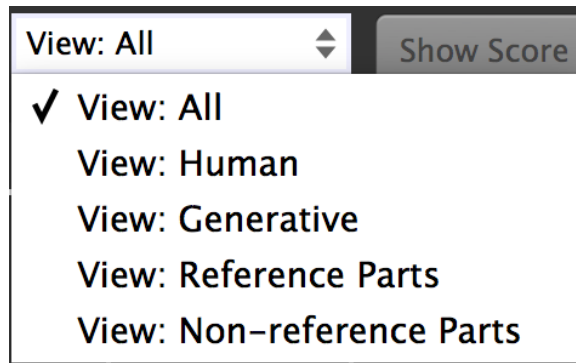 View: All
Show Score
✓ View: All
View: Human
View: Generative
View: Reference Parts
View: Non-reference Parts